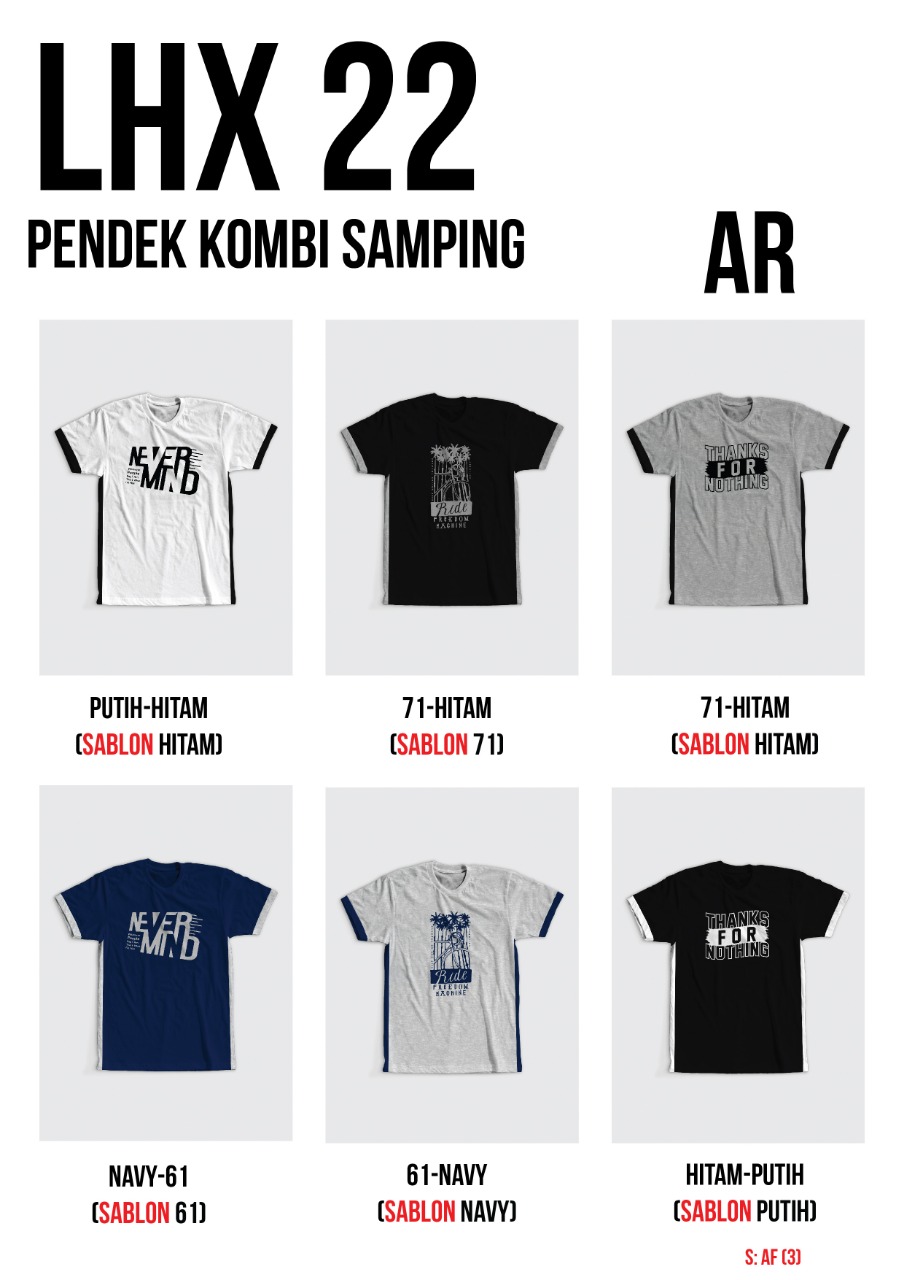 LHX 22
PENDEK KOMBI SAMPING
AR
NEVER
MIND
Ride
FREEDOM
MACHINE
THANKS
FOR
NOTHING
PUTIH-HITAM
(SABLON HITAM)
71-HITAM
(SABLON 71)
71-HITAM
(SABLON HITAM)
NEVER
MIND
Ride
FREEDOM
MACHINE
THANKS
FOR
NOTHING
NAVY-61
(SABLON 61)
61-NAVY
(SABLON NAVY)
HITAM-PUTIH
(SABLON PUTIH)
S: AF (3)